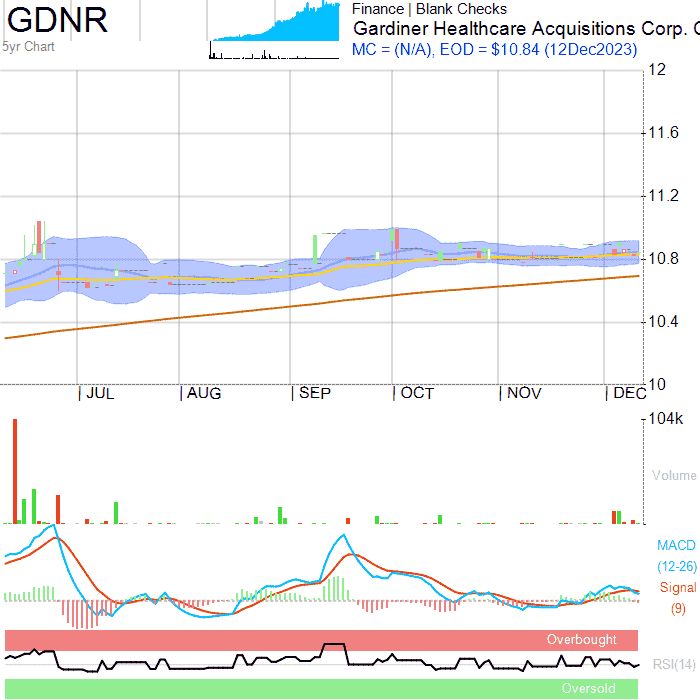 GDNR
5yr Chart
Finance | Blank Checks
Gardiner Healthcare Acquisitions Corp.
MC = (N/A), EOD = $10.84 (12Dec2023)
12
11.6
11.2
10.8
10.4
10
| JUL | AUG | SEP | OCT | NOV | DEC
104k
Volume
MACD
(12-26)
Signal
(9)
Overbought
RSI(14)
Oversold